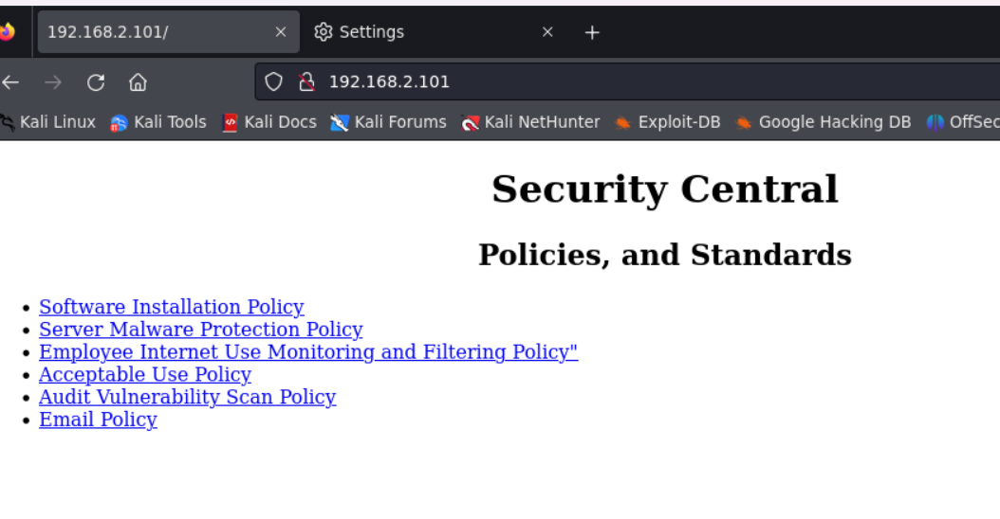 192.168.2.101/ Settings
192.168.2.101
Kali Linux Kali Tools Kali Docs Kali Forums Kali NetHunter Exploit-DB Google Hacking DB OffSec
Security Central
Policies, and Standards
Software Installation Policy
Server Malware Protection Policy
Employee Internet Use Monitoring and Filtering Policy"
Acceptable Use Policy
Audit Vulnerability Scan Policy
Email Policy